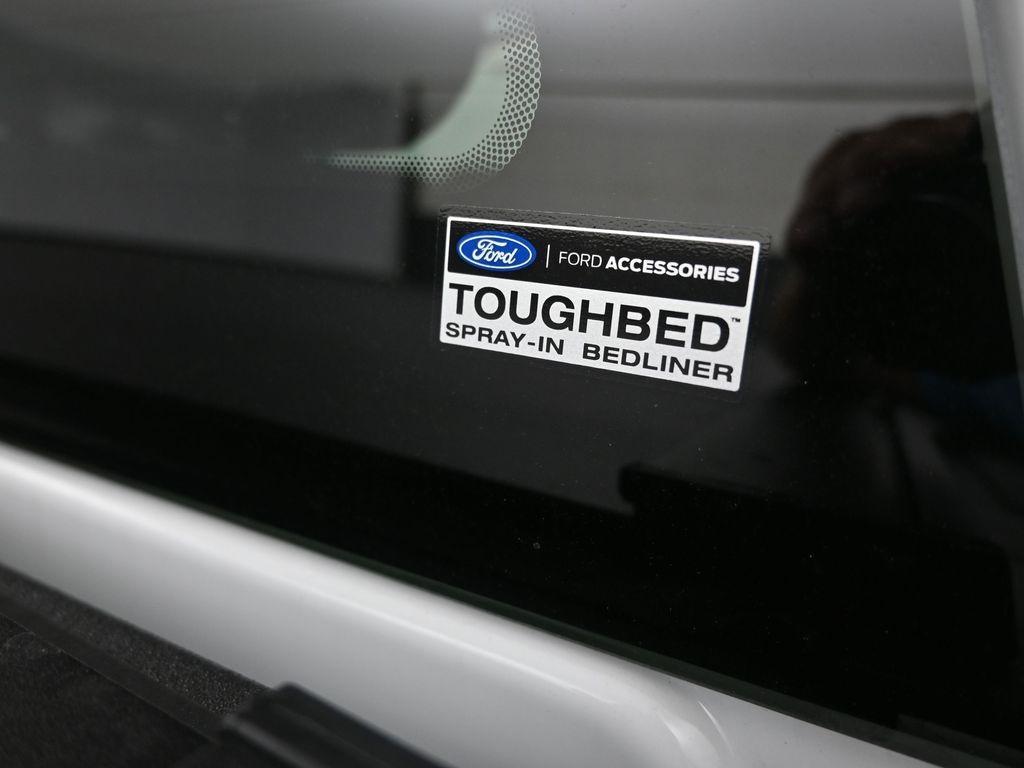 Ford | FORD ACCESSORIES
TOUGHBED™
SPRAY-IN BEDLINER